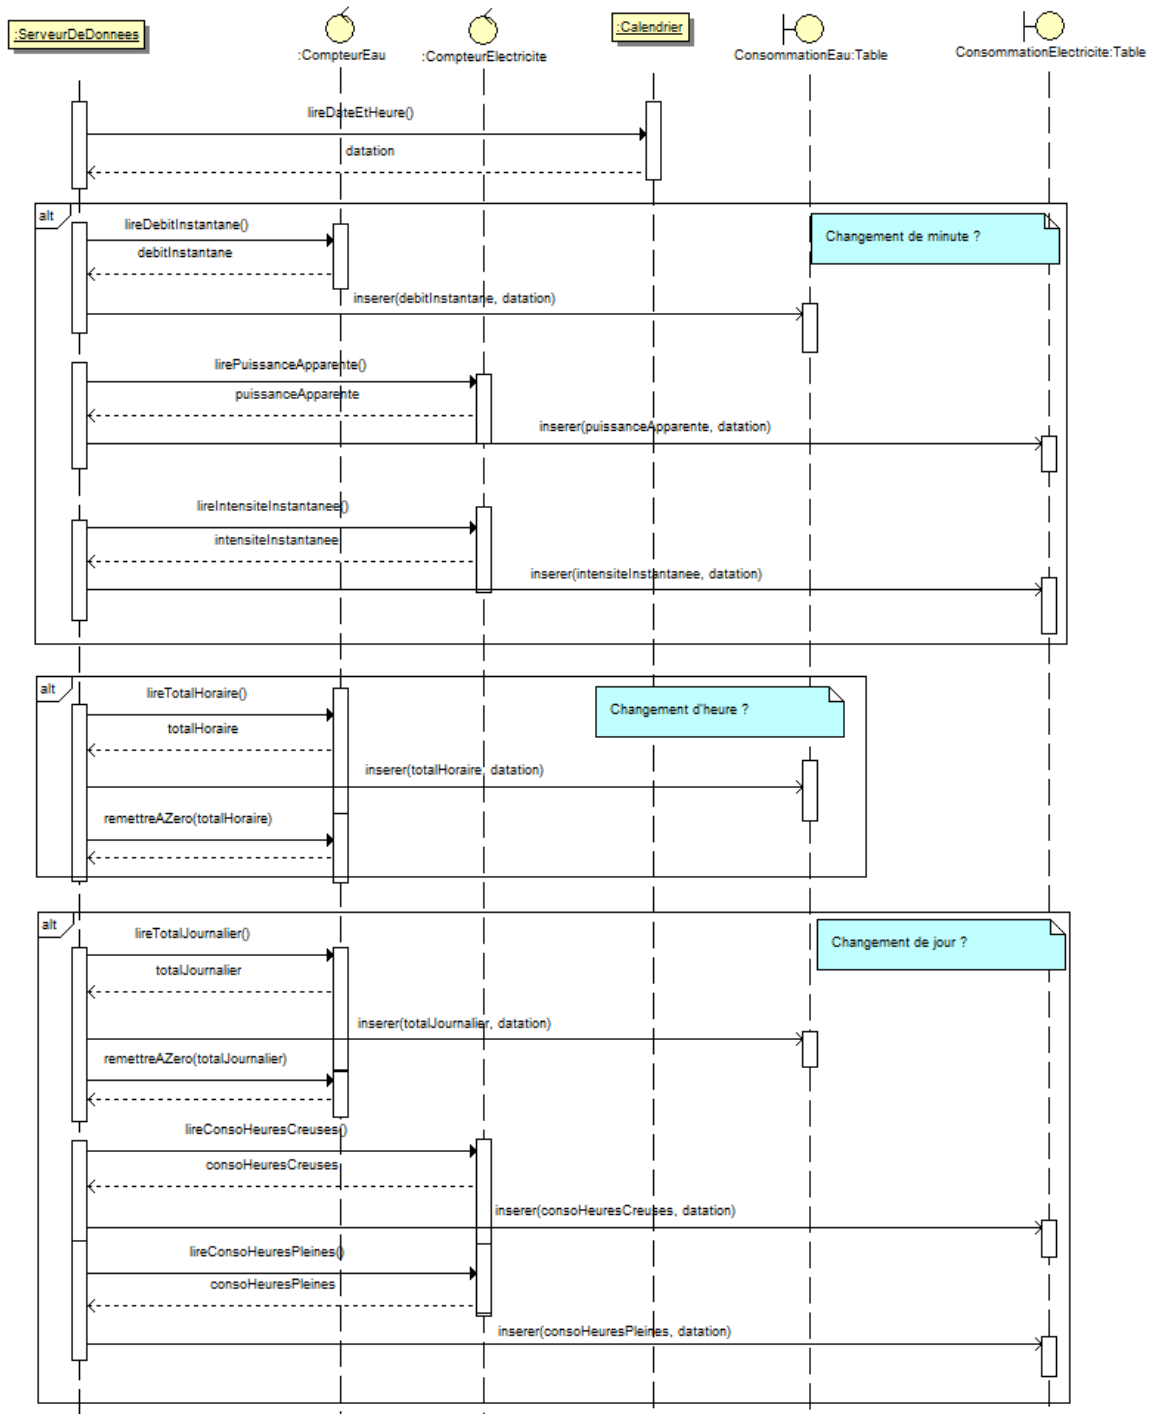 :ServeurDeDonnees
:CompteurEau
:CompteurElectricite
:Calendrier
ConsommationEau:Table
ConsommationElectricite:Table
lireDateEtHeure()
datation
alt
Changement de minute ?
lireDebitInstantane()
debitInstantane
inserer(debitInstantane, datation)
lirePuissanceApparente()
puissanceApparente
inserer(puissanceApparente, datation)
lireIntensiteInstantanee()
intensiteInstantanee
inserer(intensiteInstantanee, datation)
alt
Changement d'heure ?
lireTotalHoraire()
totalHoraire
inserer(totalHoraire, datation)
remettreAZero(totalHoraire)
alt
Changement de jour ?
lireTotalJournalier()
totalJournalier
inserer(totalJournalier, datation)
remettreAZero(totalJournalier)
lireConsoHeuresCreuses()
consoHeuresCreuses
inserer(consoHeuresCreuses, datation)
lireConsoHeuresPleines()
consoHeuresPleines
inserer(consoHeuresPleines, datation)